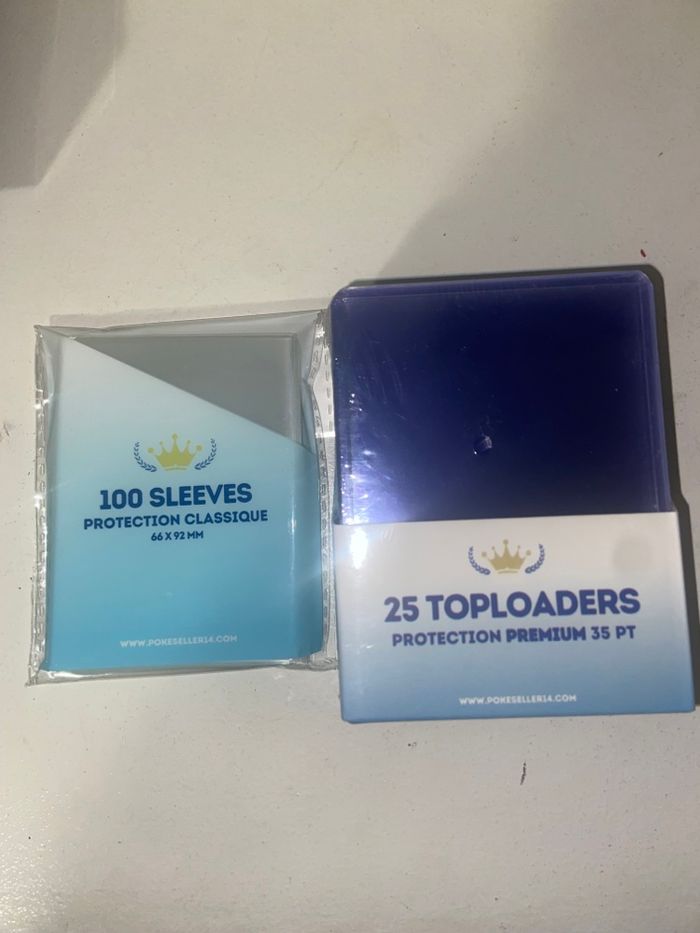 100 SLEEVES
PROTECTION CLASSIQUE
66 X 92 MM
WWW.POKESELLER14.COM
25 TOPLOADERS
PROTECTION PREMIUM 35 PT
WWW.POKESELLER14.COM